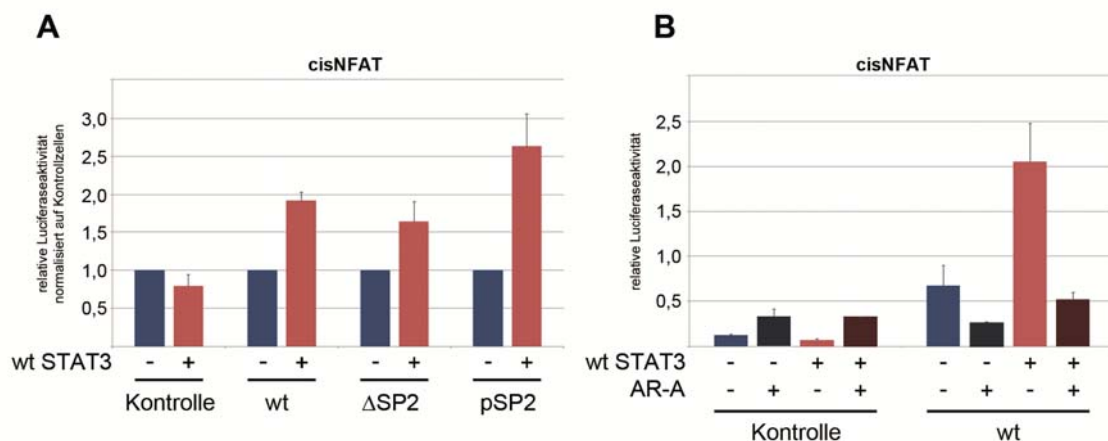 A
cisNFAT
relative Luciferaseaktivität
normalisiert auf Kontrollzellen
3,0
2,5
2,0
1,5
1,0
0,5
wt STAT3 - + - + - + - +
Kontrolle wt ΔSP2 pSP2
B
cisNFAT
relative Luciferaseaktivität
2,5
2,0
1,5
1,0
0,5
wt STAT3 - - + + - - + +
AR-A - + - + - + - +
Kontrolle wt